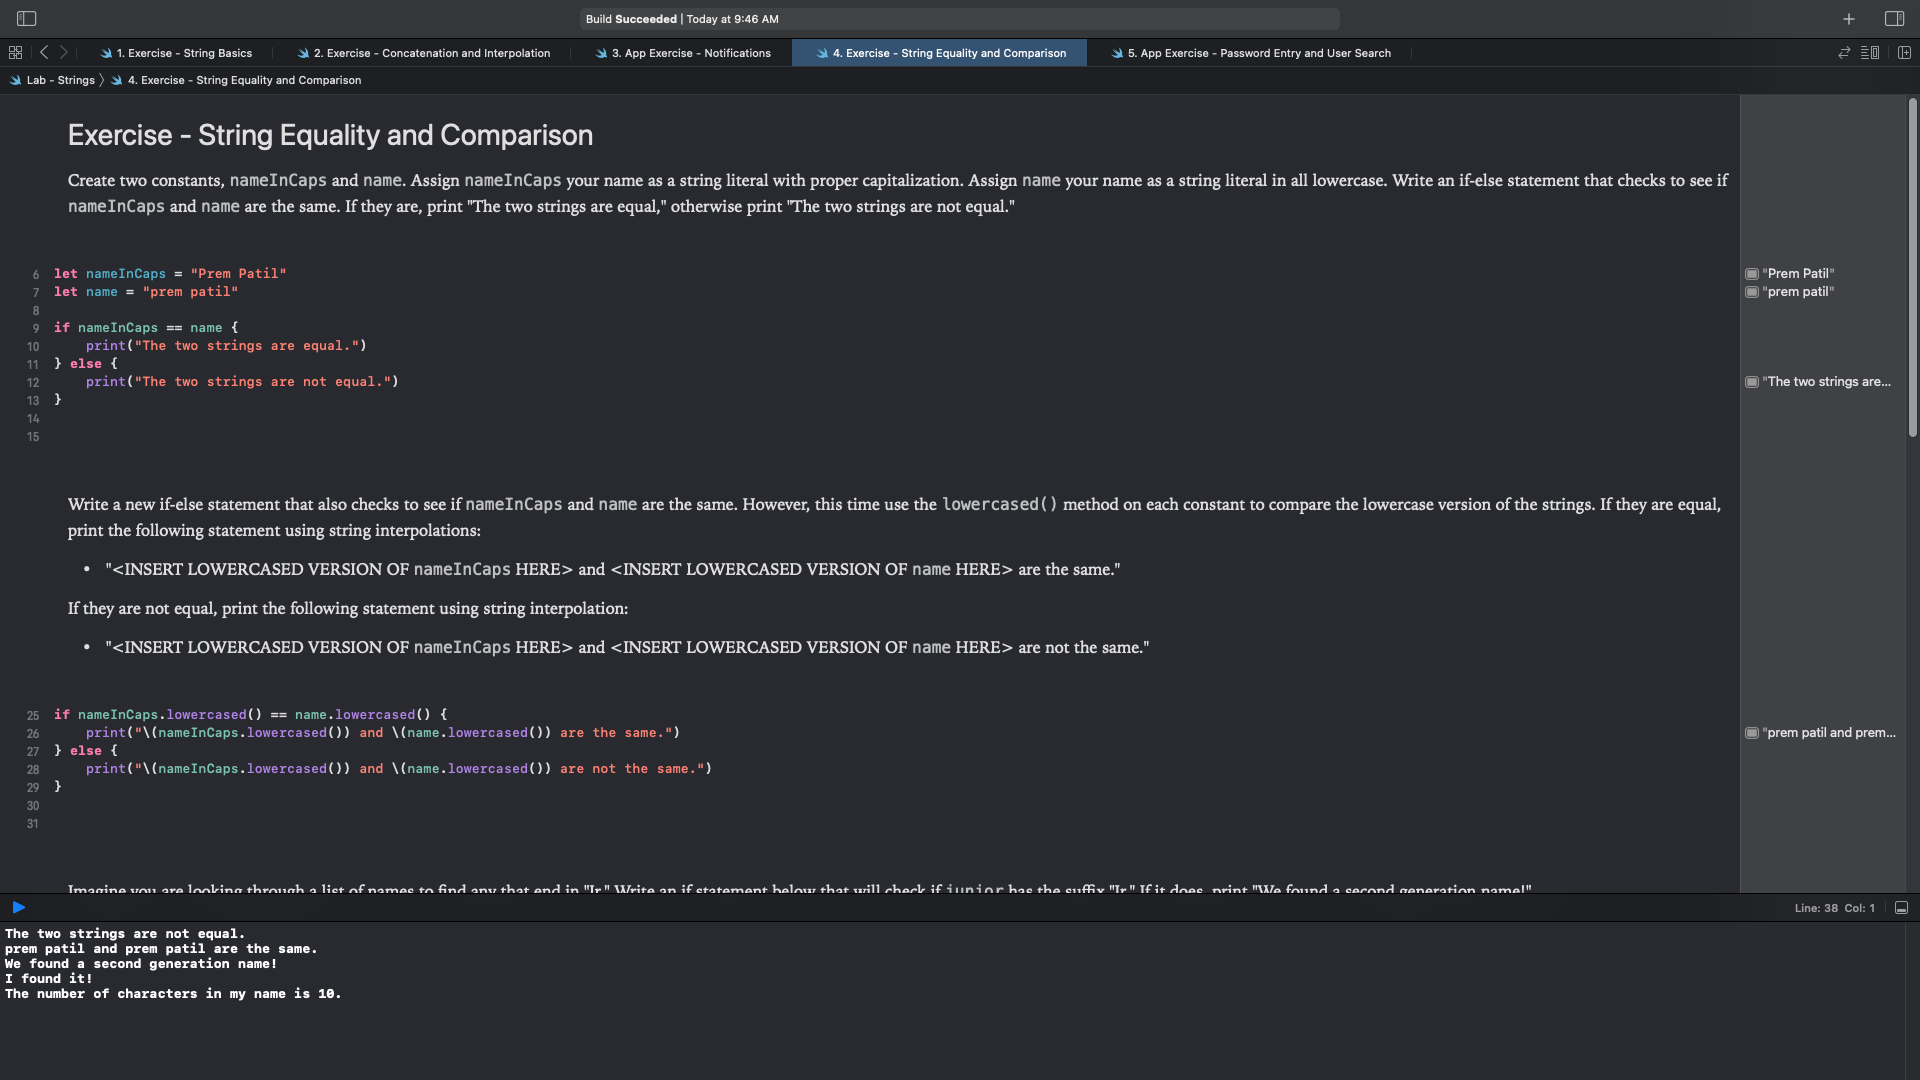 Build Succeeded | Today at 9:46 AM
1. Exercise - String Basics
2. Exercise - Concatenation and Interpolation
3. App Exercise - Notifications
4. Exercise - String Equality and Comparison
5. App Exercise - Password Entry and User Search
Lab - Strings 〉 4. Exercise - String Equality and Comparison
Exercise - String Equality and Comparison
Create two constants, nameInCaps and name. Assign nameInCaps your name as a string literal with proper capitalization. Assign name your name as a string literal in all lowercase. Write an if-else statement that checks to see if
nameInCaps and name are the same. If they are, print "The two strings are equal," otherwise print "The two strings are not equal."
6 let nameInCaps = "Prem Patil"
"Prem Patil"
7 let name = "prem patil"
"prem patil"
8
9 if nameInCaps == name {
10     print("The two strings are equal.")
11 } else {
12     print("The two strings are not equal.")
"The two strings are...
13 }
14
15
Write a new if-else statement that also checks to see if nameInCaps and name are the same. However, this time use the lowercased() method on each constant to compare the lowercase version of the strings. If they are equal,
print the following statement using string interpolations:
• "<INSERT LOWERCASED VERSION OF nameInCaps HERE> and <INSERT LOWERCASED VERSION OF name HERE> are the same."
If they are not equal, print the following statement using string interpolation:
• "<INSERT LOWERCASED VERSION OF nameInCaps HERE> and <INSERT LOWERCASED VERSION OF name HERE> are not the same."
25 if nameInCaps.lowercased() == name.lowercased() {
26     print("\(nameInCaps.lowercased()) and \(name.lowercased()) are the same.")
"prem patil and prem...
27 } else {
28     print("\(nameInCaps.lowercased()) and \(name.lowercased()) are not the same.")
29 }
30
31
Imagine you are looking through a list of names to find any that end in "Jr." Write an if statement below that will check if junior has the suffix "Jr." If it does, print "We found a second generation name!"
Line: 38 Col: 1
The two strings are not equal.
prem patil and prem patil are the same.
We found a second generation name!
I found it!
The number of characters in my name is 10.